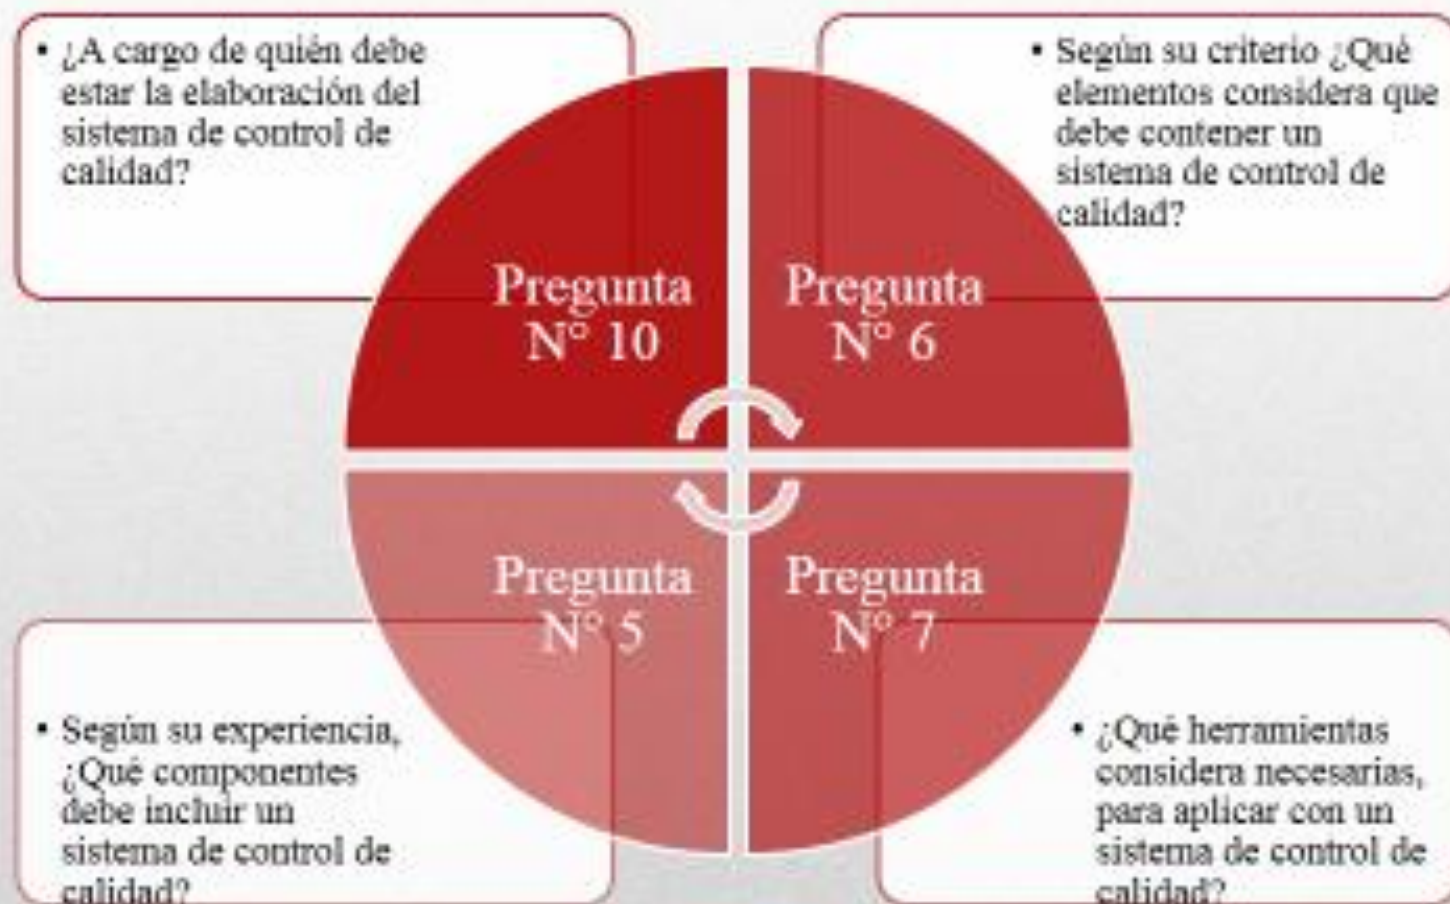 • ¿A cargo de quién debe
estar la elaboración del
sistema de control de
calidad?
• Según su criterio ¿Qué
elementos considera que
debe contener un
sistema de control de
calidad?
Pregunta
N° 10
Pregunta
N° 6
Pregunta
N° 5
Pregunta
N° 7
• Según su experiencia,
¿Qué componentes
debe incluir un
sistema de control de
calidad?
• ¿Qué herramientas
considera necesarias,
para aplicar con un
sistema de control de
calidad?